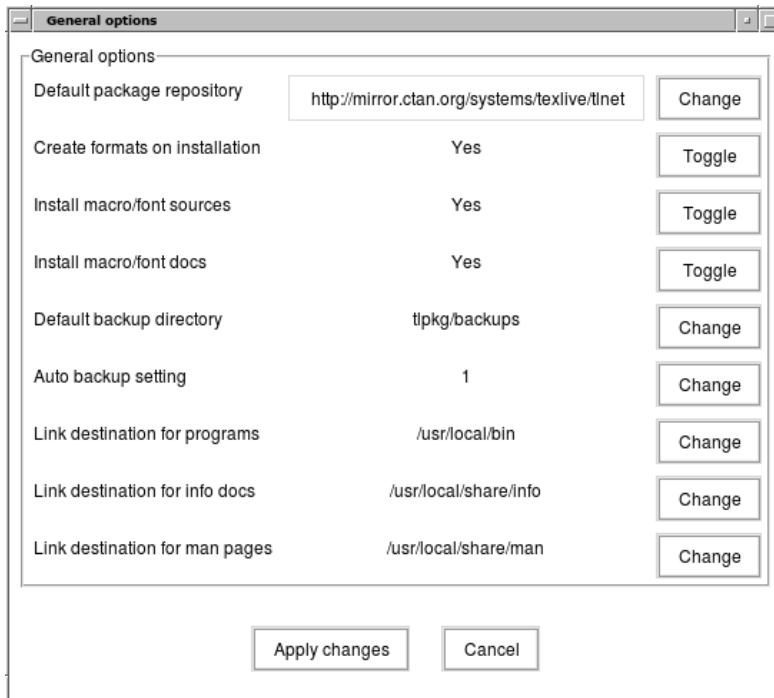 General options
General options
Default package repository http://mirror.ctan.org/systems/texlive/tlnet Change
Create formats on installation Yes Toggle
Install macro/font sources Yes Toggle
Install macro/font docs Yes Toggle
Default backup directory tlpkg/backups Change
Auto backup setting 1 Change
Link destination for programs /usr/local/bin Change
Link destination for info docs /usr/local/share/info Change
Link destination for man pages /usr/local/share/man Change
Apply changes Cancel